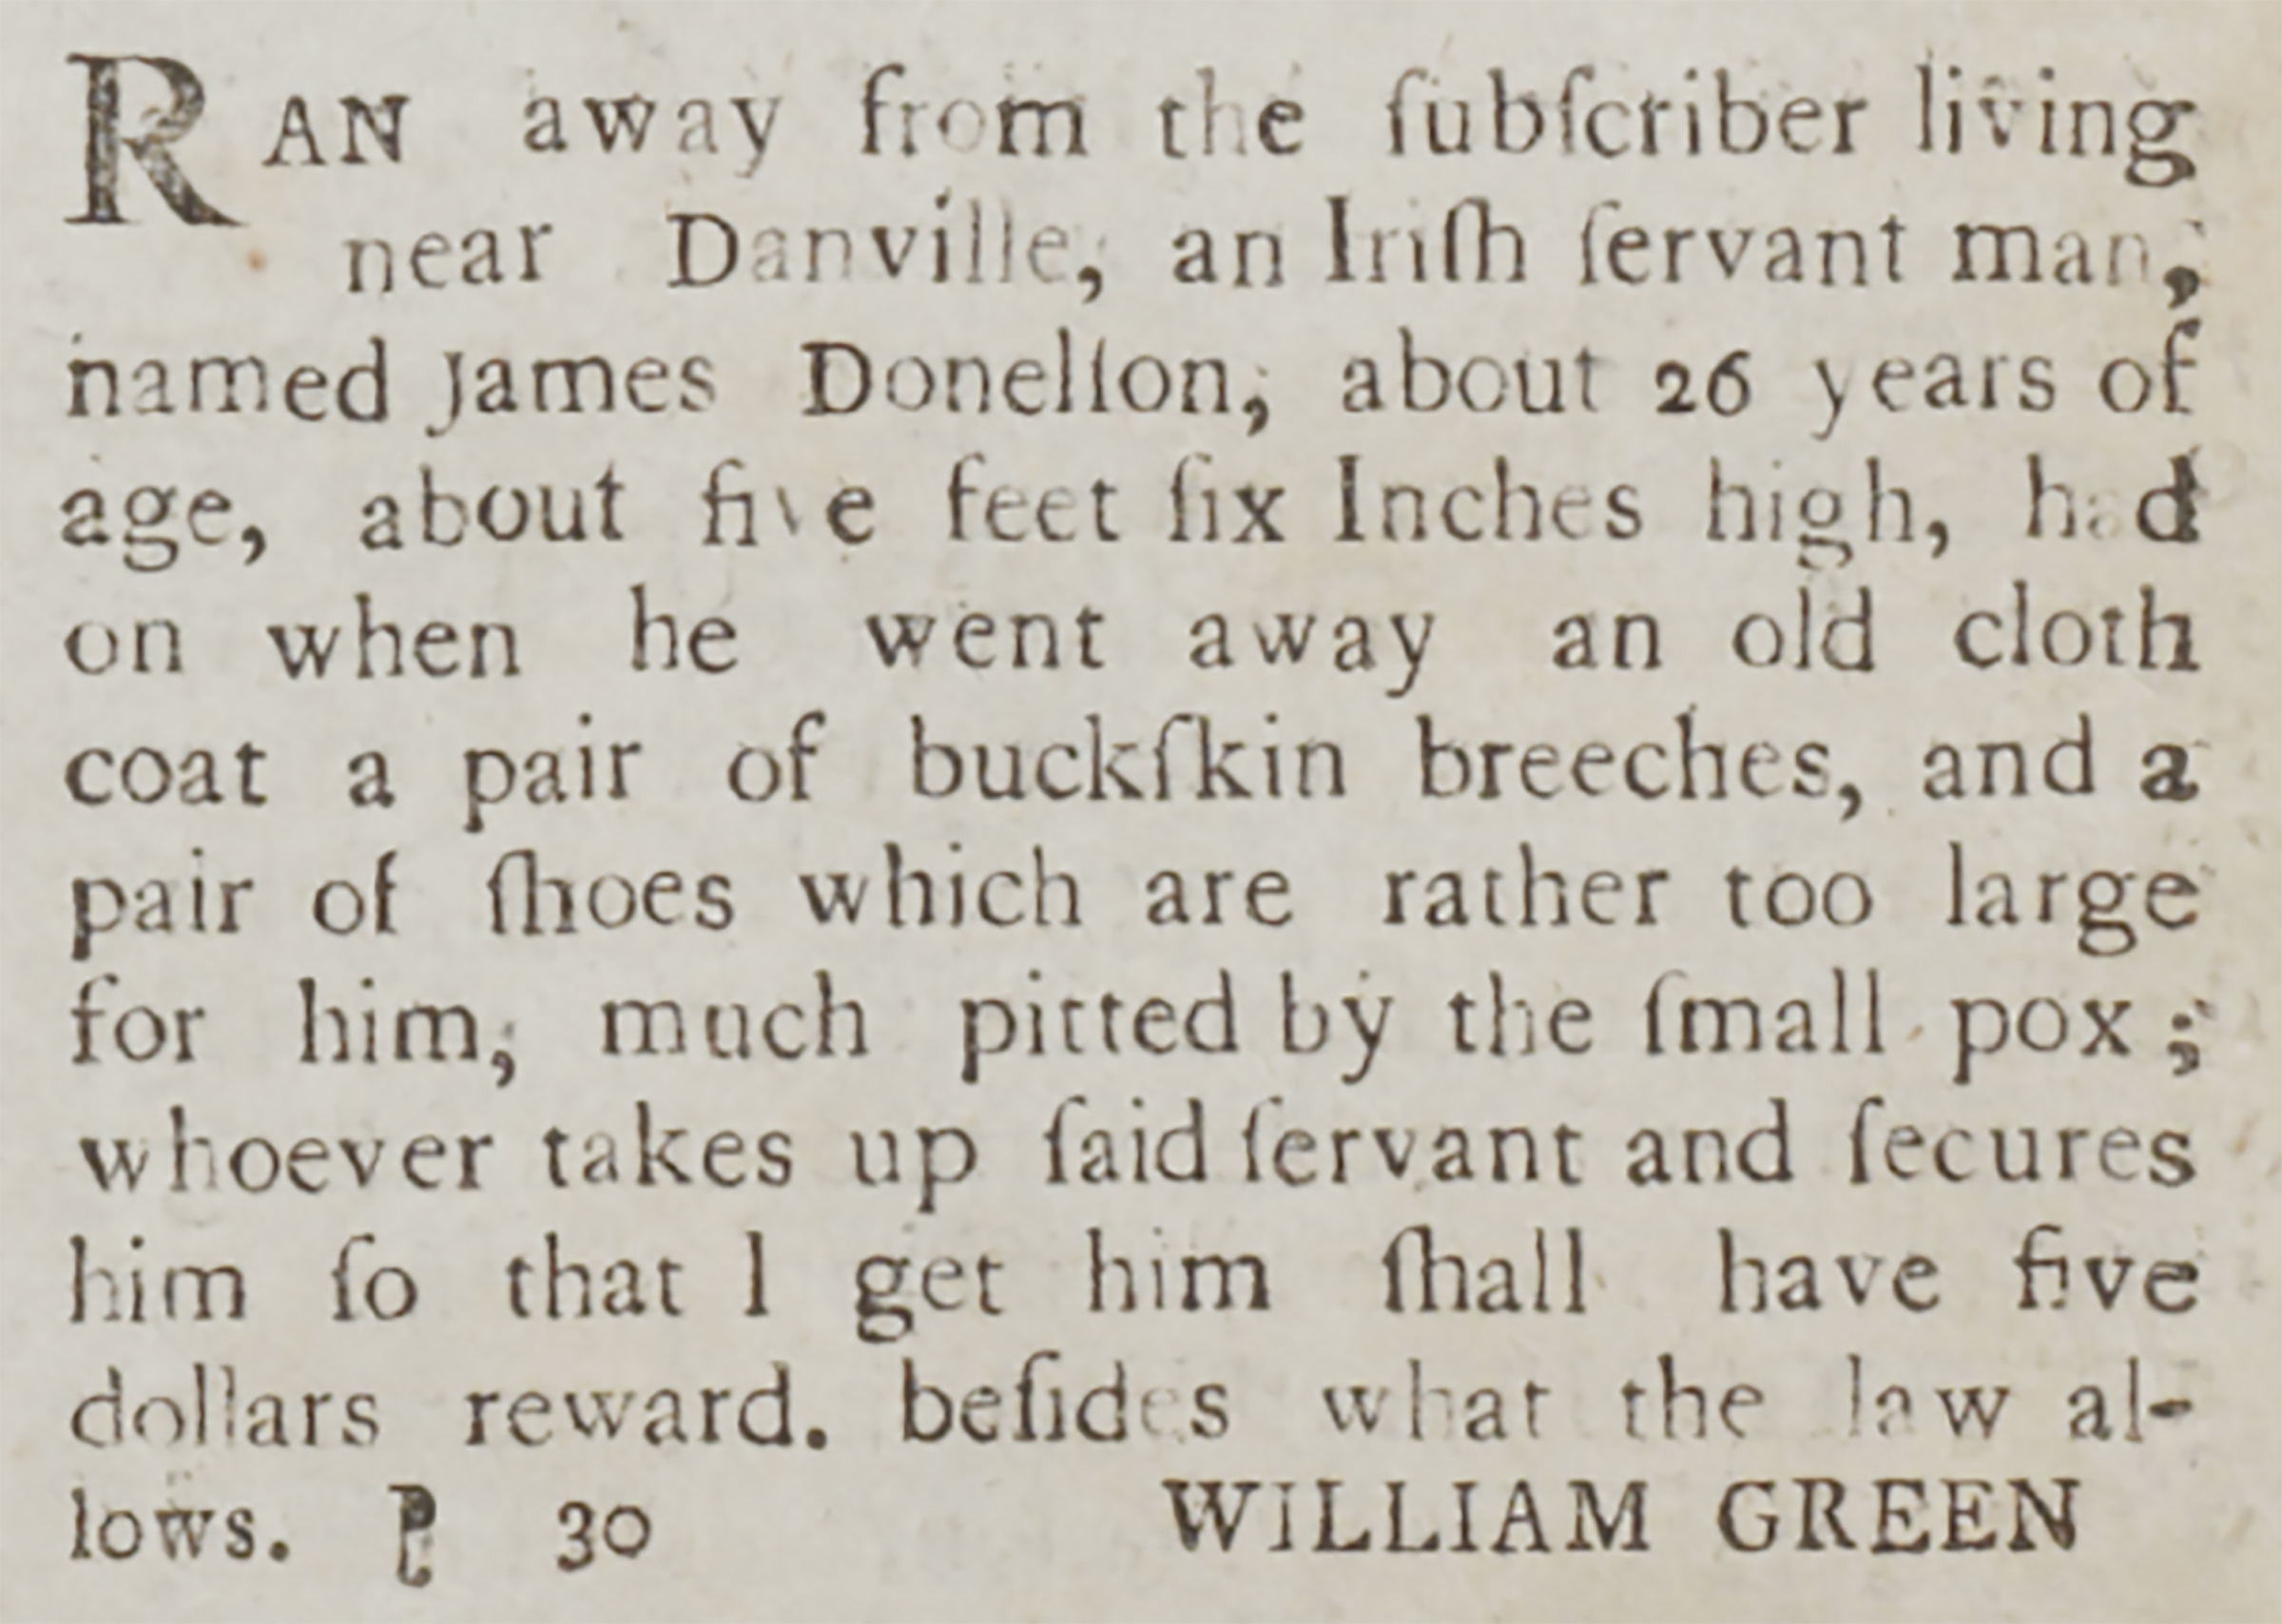 RAN away from the ſubſcriber living
near Danville, an Iriſh ſervant man,
named James Donelſon, about 26 years of
age, about five feet ſix Inches high, had
on when he went away an old cloth
coat a pair of buckſkin breeches, and a
pair of ſhoes which are rather too large
for him, much pitted by the ſmall pox ;
whoever takes up ſaid ſervant and ſecures
him ſo that I get him ſhall have five
dollars reward. beſides what the law al-
lows. ⅌ 30 WILLIAM GREEN